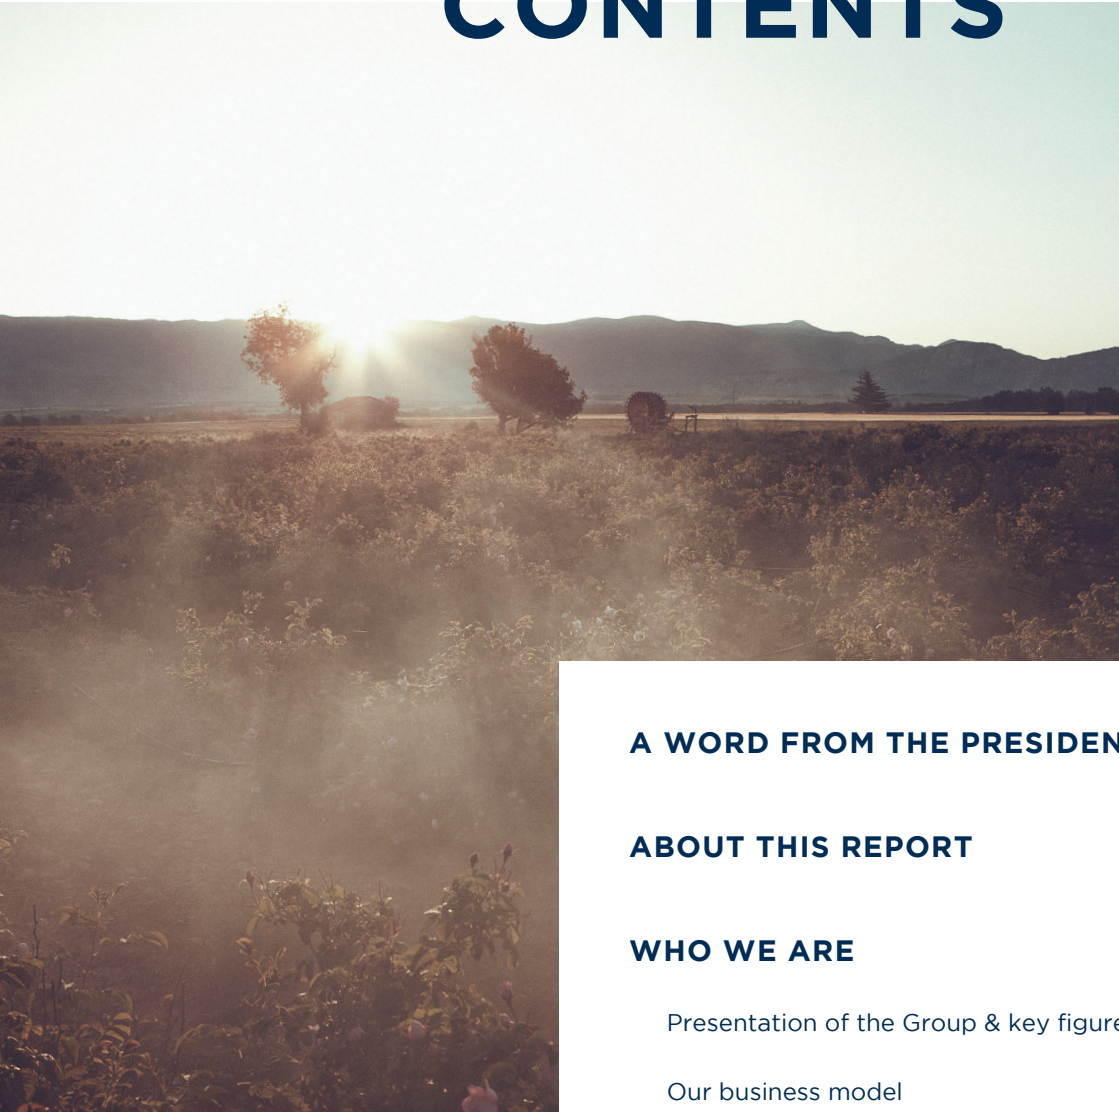 CONTENTS
A WORD FROM THE PRESIDEN
ABOUT THIS REPORT
WHO WE ARE
Presentation of the Group & key figure
Our business model